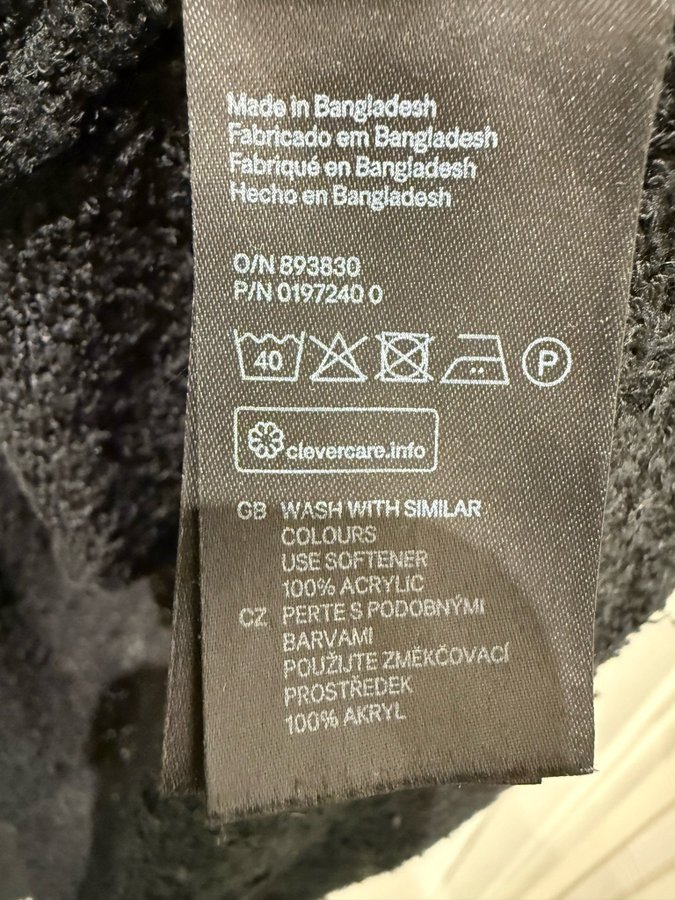 Made in Bangladesh
Fabricado em Bangladesh
Fabriqué en Bangladesh
Hecho en Bangladesh
O/N 893830
P/N 0197240 0
40
P
clevercare.info
GB WASH WITH SIMILAR
COLOURS
USE SOFTENER
100% ACRYLIC
CZ PERTE S PODOBNÝMI
BARVAMI
POUŽIJTE ZMĚKČOVACÍ
PROSTŘEDEK
100% AKRYL